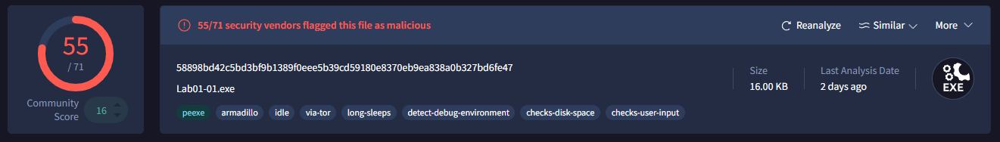 55
/ 71
Community
Score
16
55/71 security vendors flagged this file as malicious
Reanalyze
Similar
More
58898bd42c5bd3bf9b1389f0eee5b39cd59180e8370eb9ea838a0b327bd6fe47
Lab01-01.exe
peexe armadillo idle via-tor long-sleeps detect-debug-environment checks-disk-space checks-user-input
Size
16.00 KB
Last Analysis Date
2 days ago
EXE